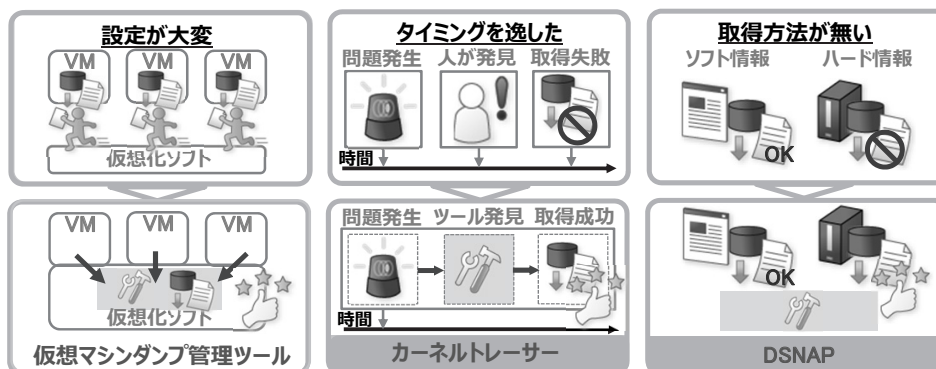 設定が大変
VM VM VM
仮想化ソフト
タイミングを逸した
問題発生 人が発見 取得失敗
時間
取得方法が無い
ソフト情報 ハード情報
OK
VM VM VM
仮想化ソフト
仮想マシンダンプ管理ツール
問題発生 ツール発見 取得成功
時間
カーネルトレーサー
OK
DSNAP